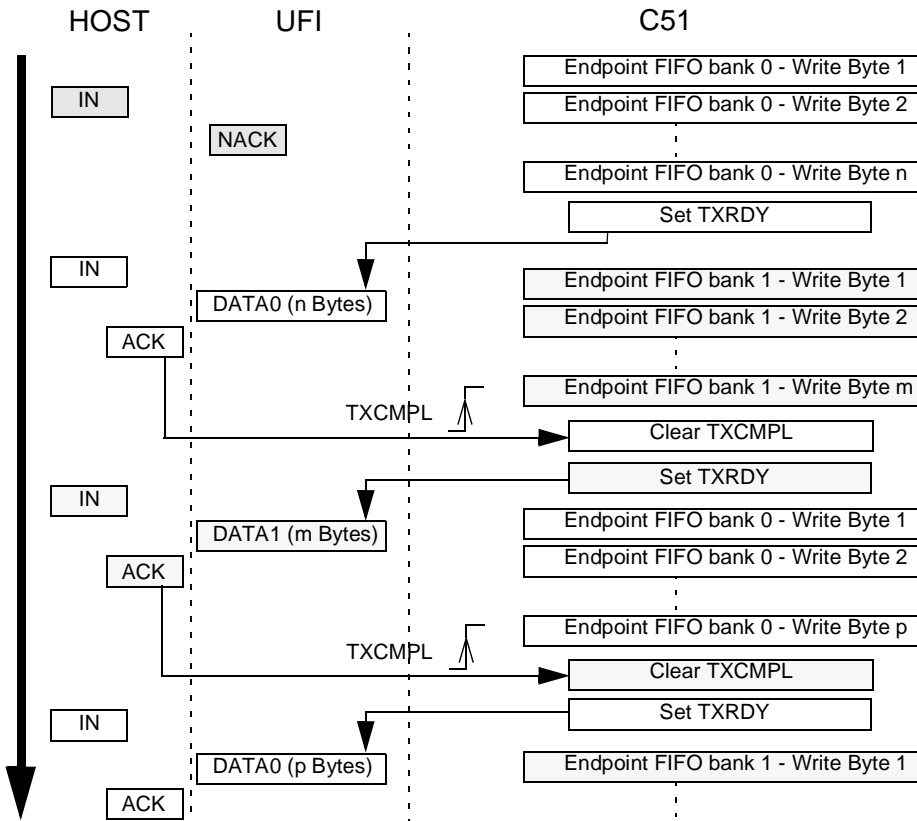 HOST UFI C51
Endpoint FIFO bank 0 - Write Byte 1
IN
Endpoint FIFO bank 0 - Write Byte 2
NACK
Endpoint FIFO bank 0 - Write Byte n
Set TXRDY
IN
Endpoint FIFO bank 1 - Write Byte 1
DATA0 (n Bytes)
Endpoint FIFO bank 1 - Write Byte 2
ACK
Endpoint FIFO bank 1 - Write Byte m
TXCMPL
Clear TXCMPL
Set TXRDY
IN
Endpoint FIFO bank 0 - Write Byte 1
DATA1 (m Bytes)
Endpoint FIFO bank 0 - Write Byte 2
ACK
Endpoint FIFO bank 0 - Write Byte p
TXCMPL
Clear TXCMPL
Set TXRDY
IN
DATA0 (p Bytes)
Endpoint FIFO bank 1 - Write Byte 1
ACK